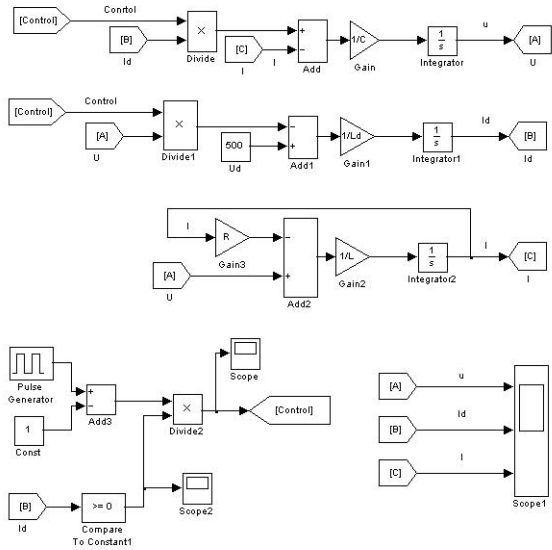 [Control]
Conrtol
[B]
Id
×
Divide
[C]
I
I
+
−
Add
1/C
Gain
1
s
Integrator
u
[A]
U
[Control]
Control
[A]
U
×
Divide1
500
Ud
−
+
Add1
1/Ld
Gain1
1
s
Integrator1
Id
[B]
Id
I
R
Gain3
[A]
U
−
+
Add2
1/L
Gain2
1
s
Integrator2
I
[C]
I
Pulse
Generator
1
Const
+
−
Add3
×
Divide2
Scope
[Control]
[B]
Id
>= 0
Compare
To Constant1
Scope2
[A]
u
[B]
Id
[C]
I
Scope1